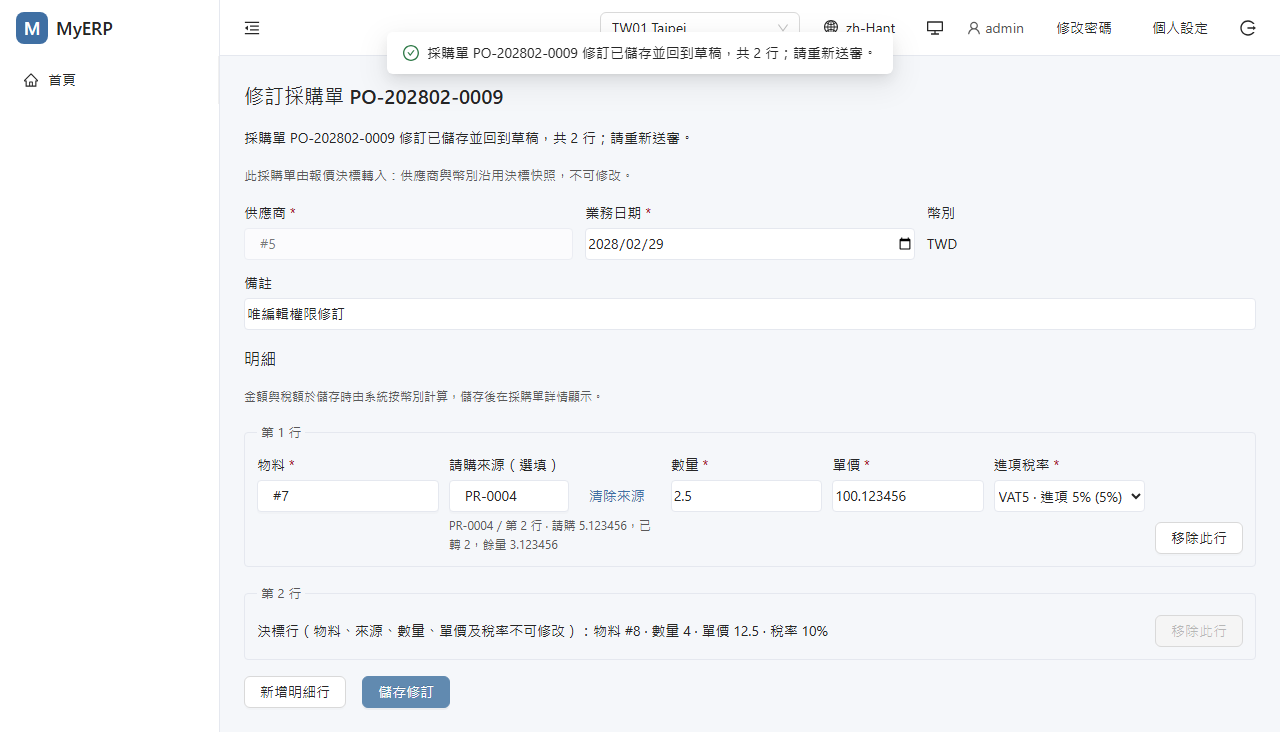 M MyERP
TW01 Taipei
zh-Hant
admin
修改密碼
個人設定
採購單 PO-202802-0009 修訂已儲存並回到草稿，共 2 行；請重新送審。
首頁
修訂採購單 PO-202802-0009
採購單 PO-202802-0009 修訂已儲存並回到草稿，共 2 行；請重新送審。
此採購單由報價決標轉入：供應商與幣別沿用決標快照，不可修改。
供應商 *
業務日期 *
幣別
#5
2028/02/29
TWD
備註
唯編輯權限修訂
明細
金額與稅額於儲存時由系統按幣別計算，儲存後在採購單詳情顯示。
第 1 行
物料 *
請購來源（選填）
數量 *
單價 *
進項稅率 *
#7
PR-0004
清除來源
2.5
100.123456
VAT5 · 進項 5% (5%)
PR-0004 / 第 2 行 · 請購 5.123456，已
轉 2，餘量 3.123456
移除此行
第 2 行
決標行（物料、來源、數量、單價及稅率不可修改）：物料 #8 · 數量 4 · 單價 12.5 · 稅率 10%
移除此行
新增明細行
儲存修訂